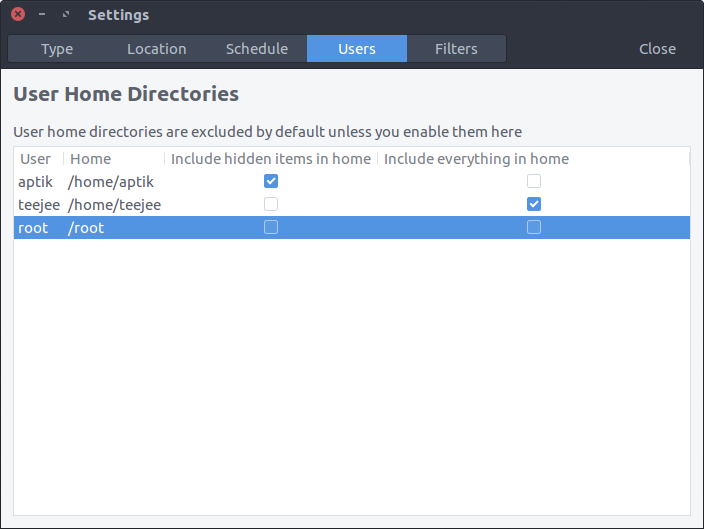 Settings
Type Location Schedule Users Filters Close
User Home Directories
User home directories are excluded by default unless you enable them here
User Home Include hidden items in home Include everything in home
aptik /home/aptik
teejee /home/teejee
root /root